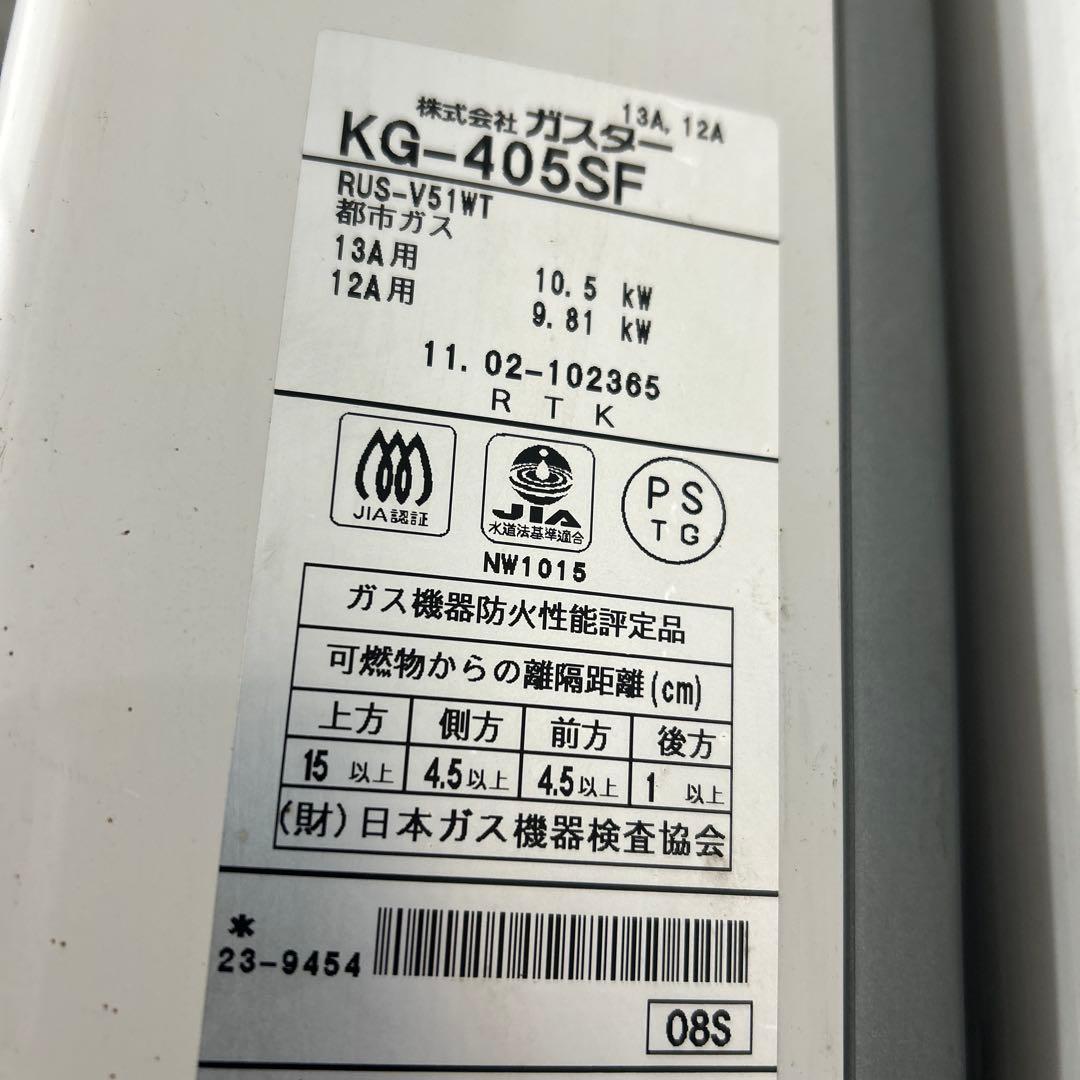 株式会社 ガスター 13A, 12A
KG-405SF
RUS-V51WT
都市ガス
13A用 10.5 kW
12A用 9.81 kW
11.02-102365
R T K
JIA認証
JIA
水道法基準適合
NW1015
PS
TG
ガス機器防火性能評定品
可燃物からの離隔距離(cm)
上方 側方 前方 後方
15 以上 4.5以上 4.5以上 1 以上
(財)日本ガス機器検査協会
*
23-9454
08S